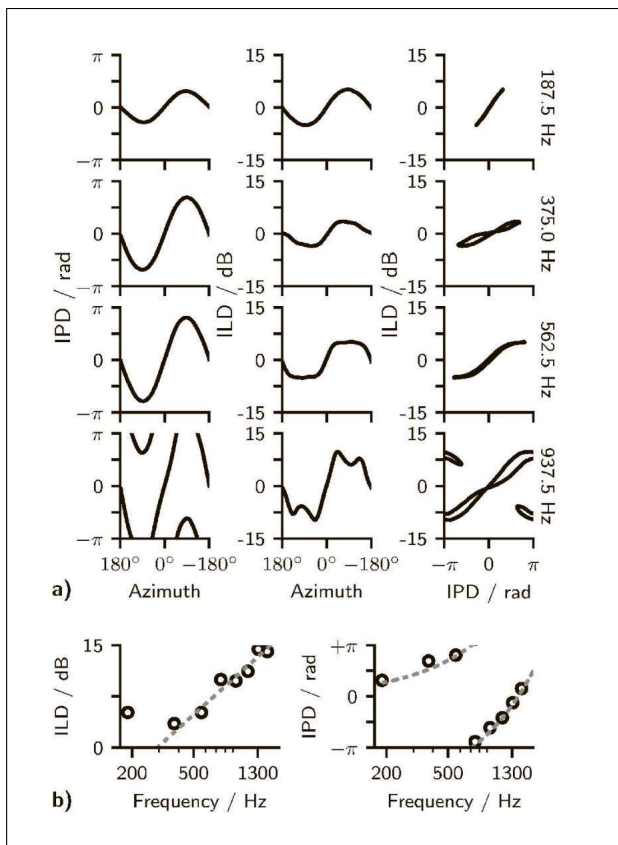 π
0
−π
IPD / rad
15
0
-15
ILD / dB
15
0
-15
ILD / dB
187.5 Hz
π
0
−π
15
0
-15
15
0
-15
375.0 Hz
π
0
−π
15
0
-15
15
0
-15
562.5 Hz
π
0
−π
15
0
-15
15
0
-15
937.5 Hz
180° 0° −180°
180° 0° −180°
−π 0 π
a)
Azimuth
Azimuth
IPD / rad
15
0
ILD / dB
200 500 1300
Frequency / Hz
+π
0
−π
IPD / rad
200 500 1300
Frequency / Hz
b)